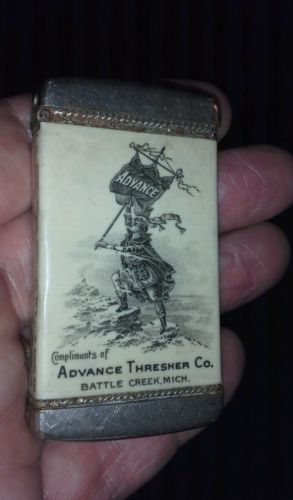 ADVANCE
Compliments of
ADVANCE THRESHER CO.
BATTLE CREEK, MICH.